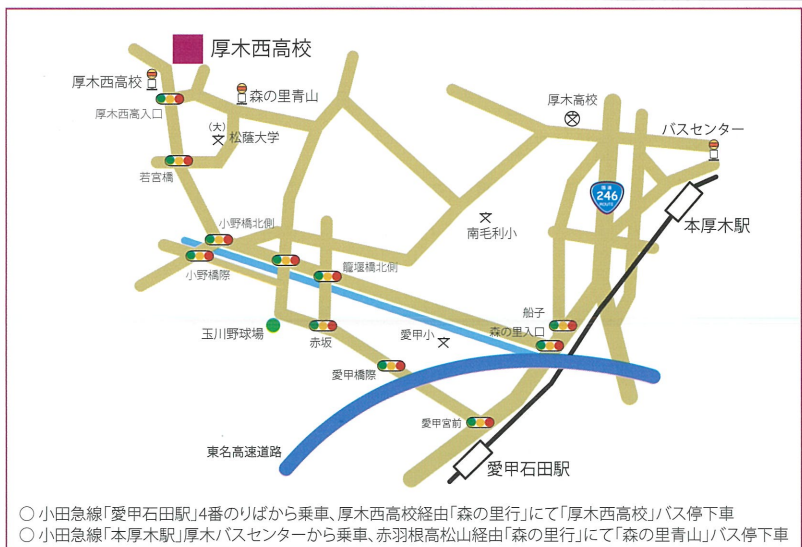 厚木西高校
厚木西高校
森の里青山
厚木西高入口
(大)
松蔭大学
若宮橋
厚木高校
バスセンター
国道
246
ROUTE
本厚木駅
小野橋北側
南毛利小
小野橋際
籠堰橋北側
船子
玉川野球場
赤坂
愛甲小
森の里入口
愛甲橋際
愛甲宮前
東名高速道路
愛甲石田駅
○ 小田急線「愛甲石田駅」4番のりばから乗車、厚木西高校経由「森の里行」にて「厚木西高校」バス停下車
○ 小田急線「本厚木駅」厚木バスセンターから乗車、赤羽根高松山経由「森の里行」にて「森の里青山」バス停下車